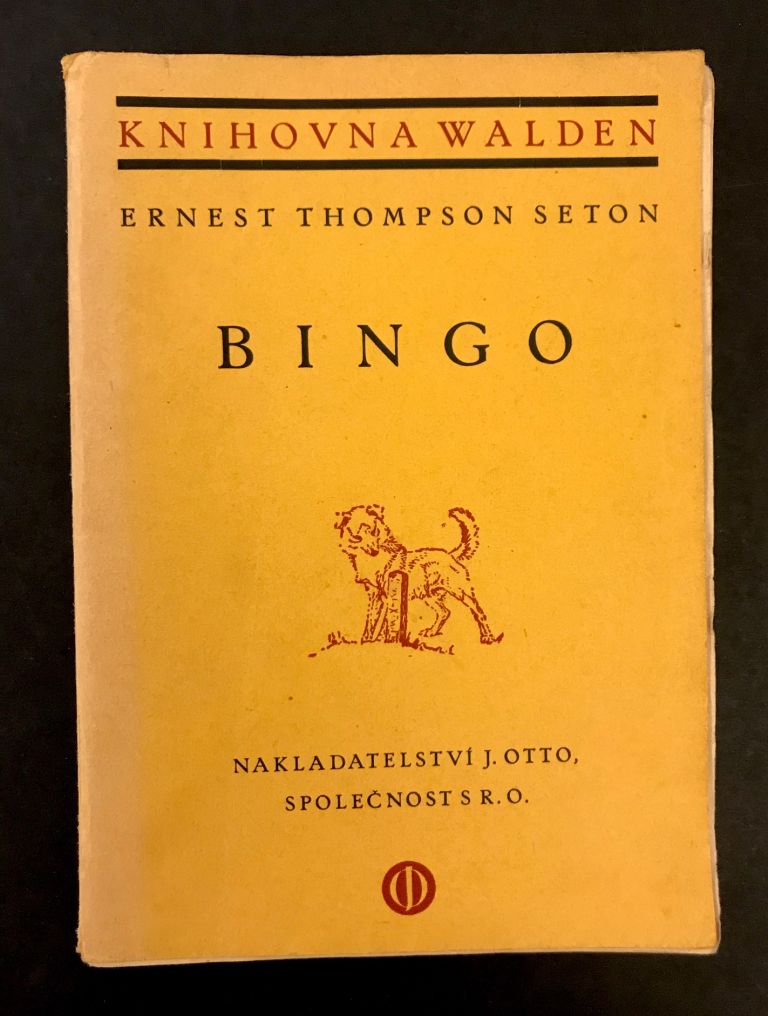 KNIHOVNA WALDEN
ERNEST THOMPSON SETON
BINGO
NAKLADATELSTVÍ J. OTTO,
SPOLEČNOST S R. O.